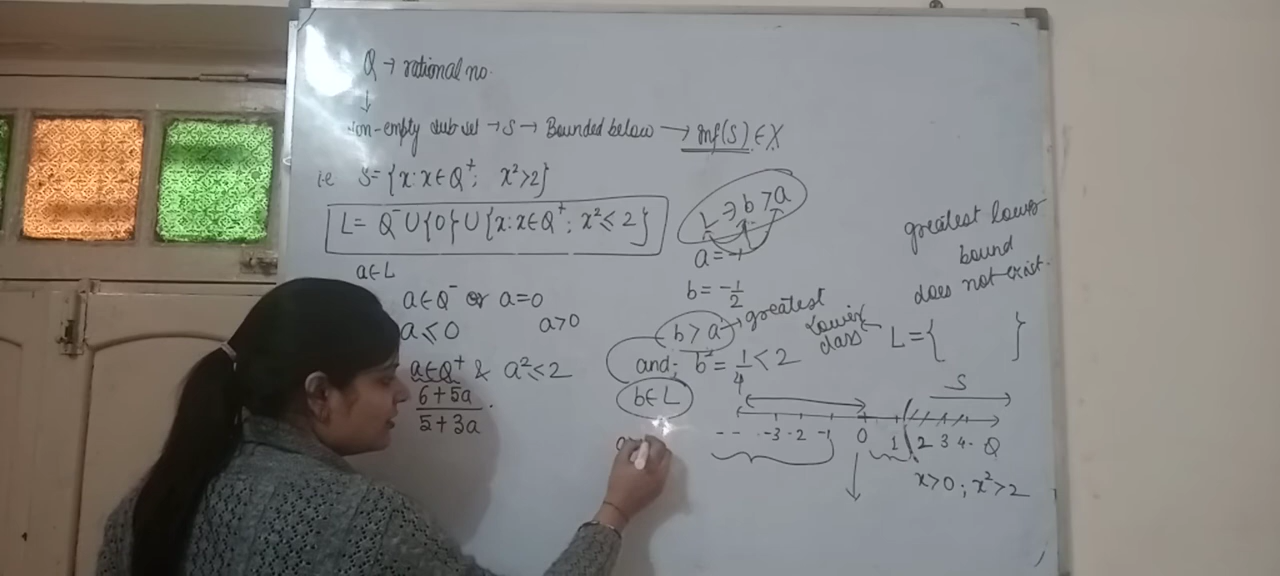 Q → rational no.
↓
Non-empty subset → S → Bounded below → Inf(S) ∈ X
i.e S = {x : x ∈ Q⁺ ; x² > 2}
L = Q⁻ ∪ {0} ∪ {x : x ∈ Q⁺ ; x² ≤ 2}
a ∈ L
a ∈ Q⁻ or a = 0
a ≤ 0 a > 0
a ∈ Q⁺ & a² ≤ 2
6 + 5a
5 + 3a
L ∋ b > a
a = -1
b = -1/2
b > a → greatest
and; b² = 1/4 < 2
b ∈ L
greatest lower
bound
does not exist.
Lower
class
L = { }
S
-- -3 -2 -1 0 1 2 3 4 - Q
x > 0 ; x² > 2